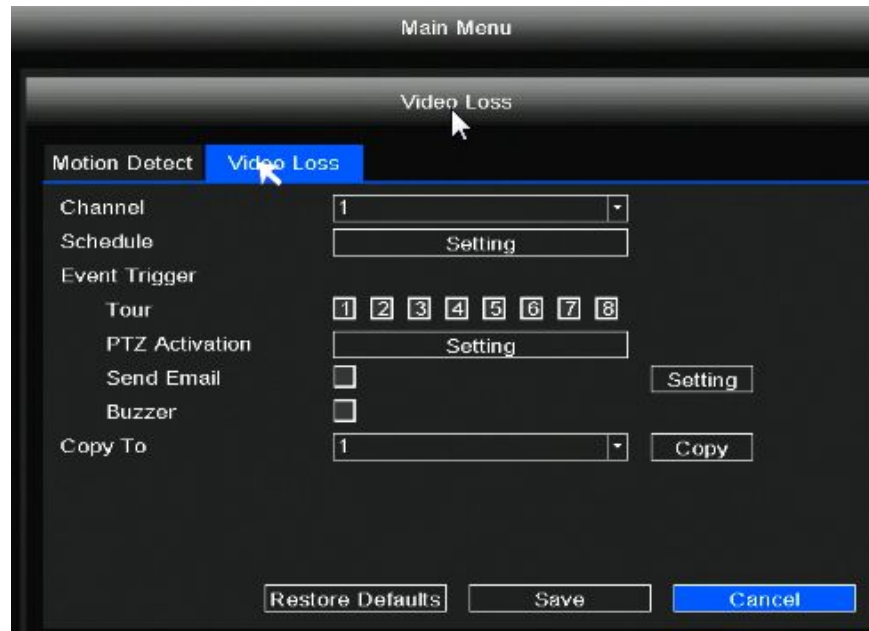 Main Menu
Video Loss
Motion Detect Video Loss
Channel 1
Schedule Setting
Event Trigger
Tour 1 2 3 4 5 6 7 8
PTZ Activation Setting
Send Email Setting
Buzzer
Copy To 1 Copy
Restore Defaults Save Cancel